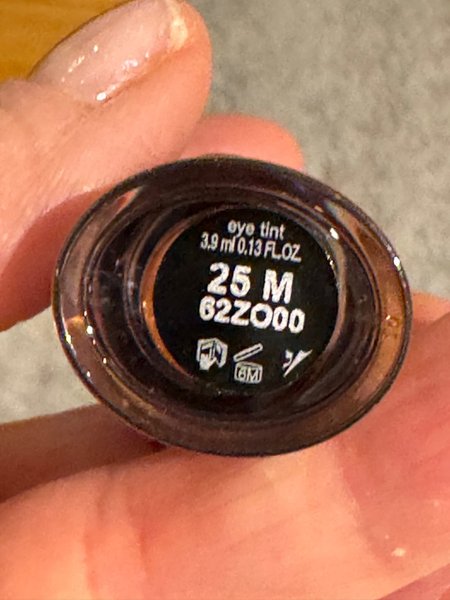 eye tint
3.9 ml 0.13 FL.OZ
25 M
62ZO00
6M